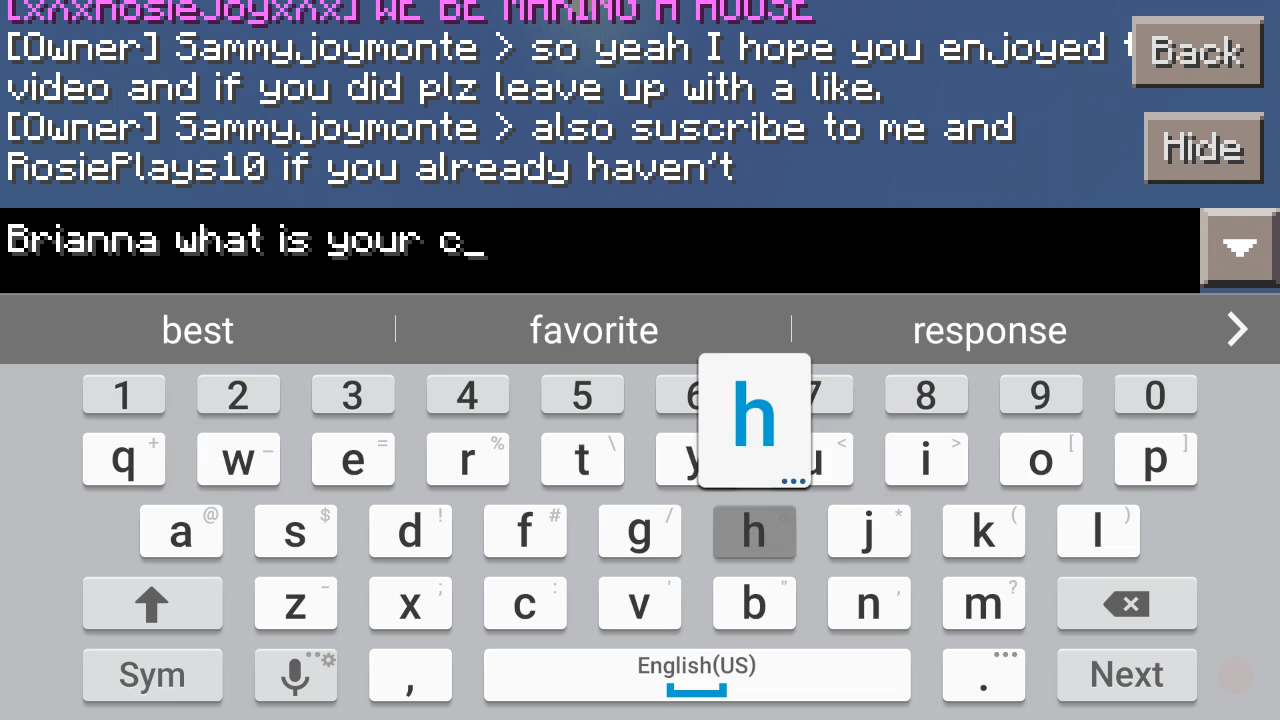 [x^xRosieJoyx^x] WE BE MAKING A HOUSE
[Owner] Sammyjoymonte > so yeah I hope you enjoyed
video and if you did plz leave up with a like.
[Owner] Sammyjoymonte > also suscribe to me and
RosiePlays10 if you already haven't
Back
Hide
Brianna what is your c_
best favorite response
1 2 3 4 5 6 7 8 9 0
h
q + w - e = r % t \ y u < i > o [ p ]
a @ s $ d ! f # g / h j * k ( l )
z - x ; c : v ' b " n , m ?
Sym , English(US) . Next